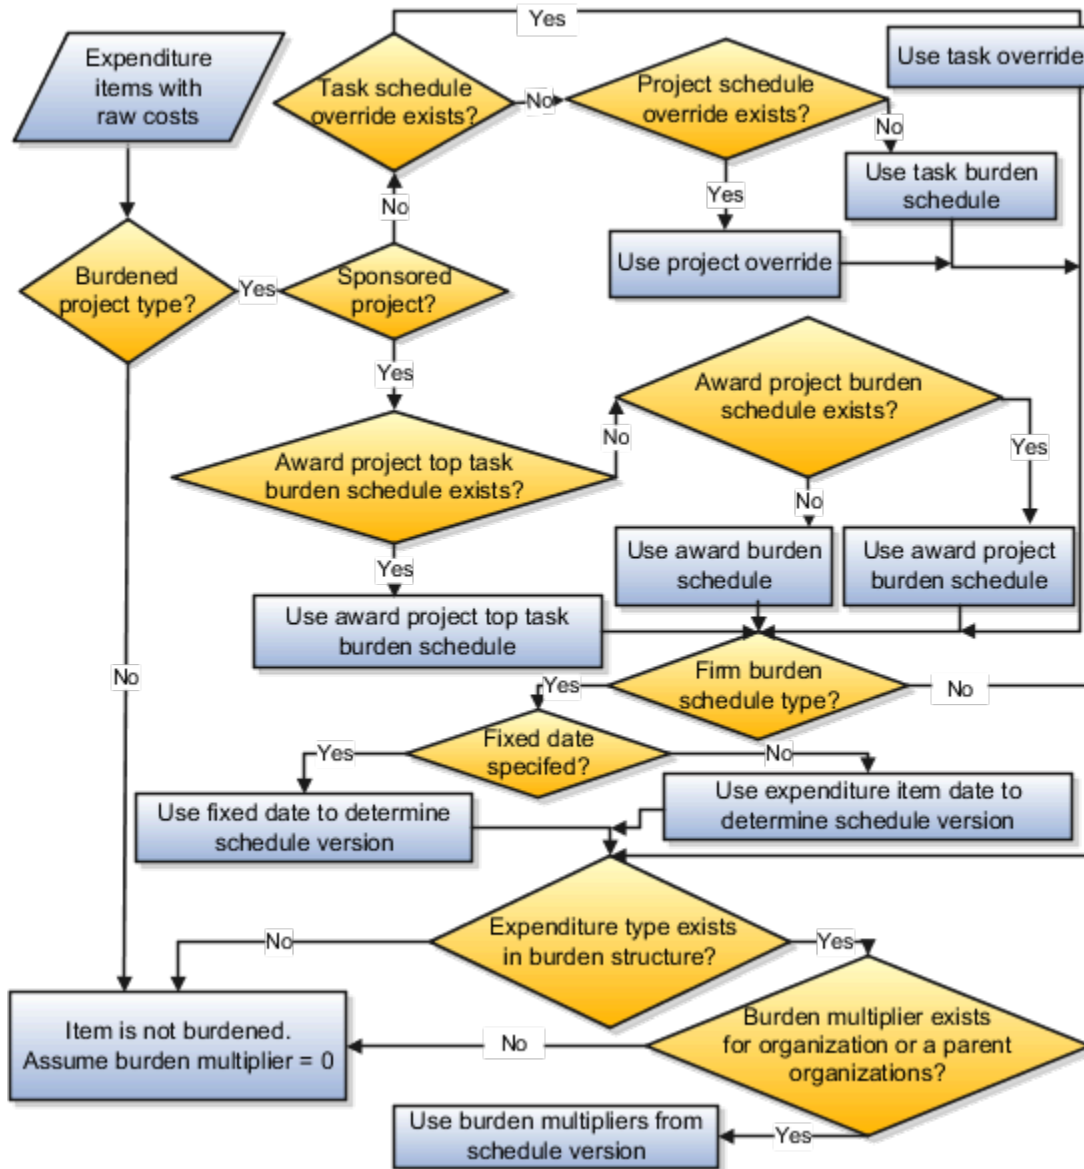 Yes
Expenditure
items with
raw costs
Task schedule
override exists?
No
Project schedule
override exists?
Use task override
No
Use task burden
schedule
Yes
Use project override
No
Burdened
project type?
Yes
Sponsored
project?
Yes
Award project top task
burden schedule exists?
No
Award project burden
schedule exists?
Yes
No
Use award burden
schedule
Use award project
burden schedule
Yes
Use award project top task
burden schedule
No
Firm burden
schedule type?
Yes
No
Fixed date
specifed?
Yes
No
Use fixed date to determine
schedule version
Use expenditure item date to
determine schedule version
Expenditure type exists
in burden structure?
No
Yes
Item is not burdened.
Assume burden multiplier = 0
No
Burden multiplier exists
for organization or a parent
organizations?
Yes
Use burden multipliers from
schedule version